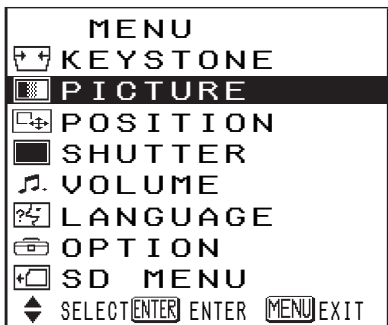 MENU
KEYSTONE
PICTURE
POSITION
SHUTTER
VOLUME
LANGUAGE
OPTION
SD MENU
SELECT ENTER ENTER MENU EXIT